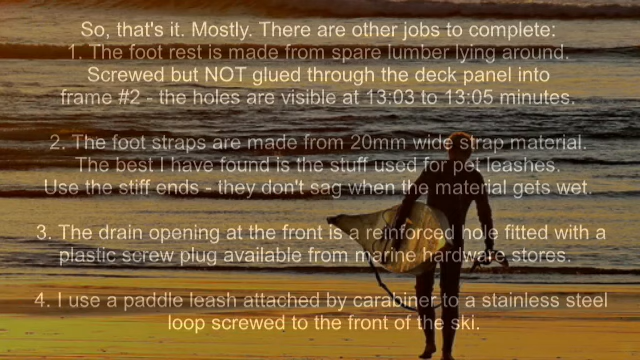 So, that's it. Mostly. There are other jobs to complete:
1. The foot rest is made from spare lumber lying around.
Screwed but NOT glued through the deck panel into
frame #2 - the holes are visible at 13:03 to 13:05 minutes.
2. The foot straps are made from 20mm wide strap material.
The best I have found is the stuff used for pet leashes.
Use the stiff ends - they don't sag when the material gets wet.
3. The drain opening at the front is a reinforced hole fitted with a
plastic screw plug available from marine hardware stores.
4. I use a paddle leash attached by carabiner to a stainless steel
loop screwed to the front of the ski.